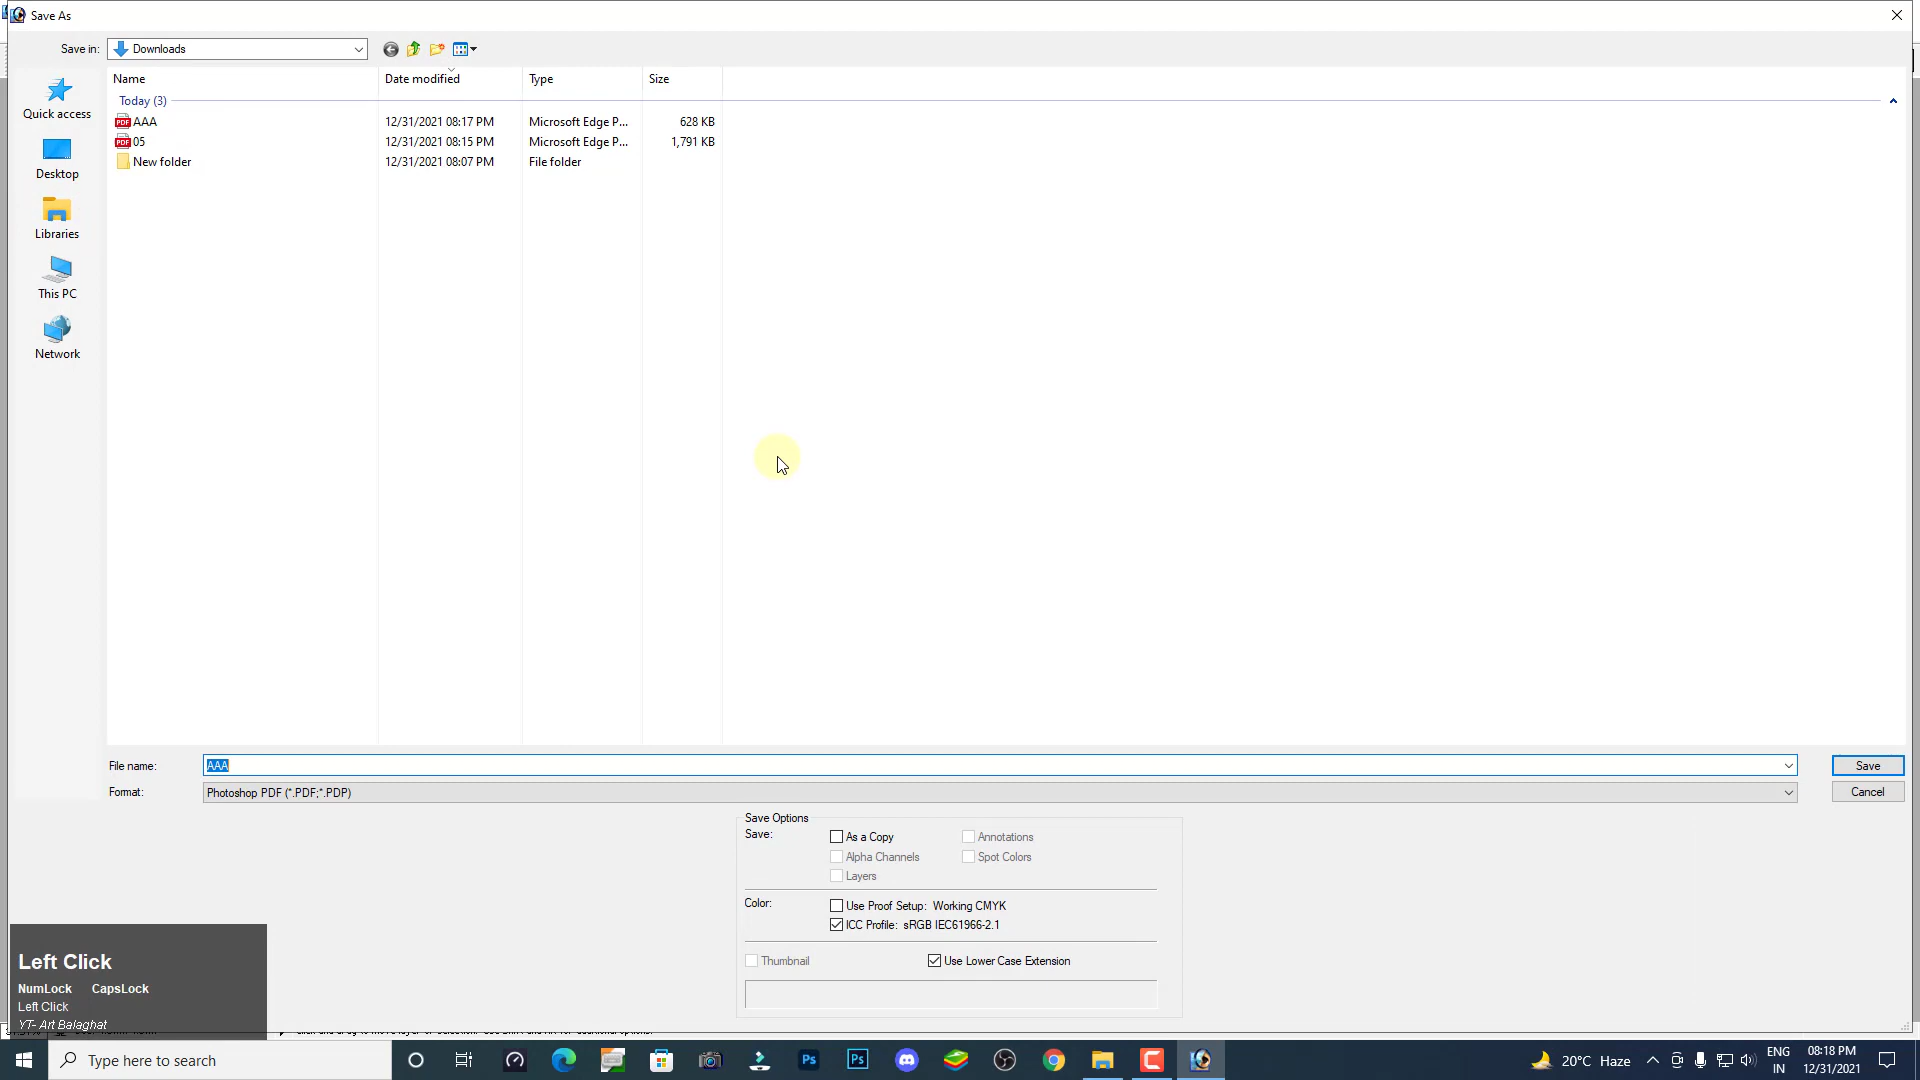 Save As
Save in: Downloads
Name Date modified Type Size
Today (3)
AAA 12/31/2021 08:17 PM Microsoft Edge P... 628 KB
05 12/31/2021 08:15 PM Microsoft Edge P... 1,791 KB
New folder 12/31/2021 08:07 PM File folder
Quick access
Desktop
Libraries
This PC
Network
File name: AAA Save
Format: Photoshop PDF (*.PDF;*.PDP) Cancel
Save Options
Save: As a Copy Annotations
Alpha Channels Spot Colors
Layers
Color: Use Proof Setup: Working CMYK
ICC Profile: sRGB IEC61966-2.1
Thumbnail Use Lower Case Extension
Left Click
NumLock CapsLock
Left Click
YT- Art Balaghat
Type here to search
Ps
Ps
20°C Haze
ENG
IN
08:18 PM
12/31/2021